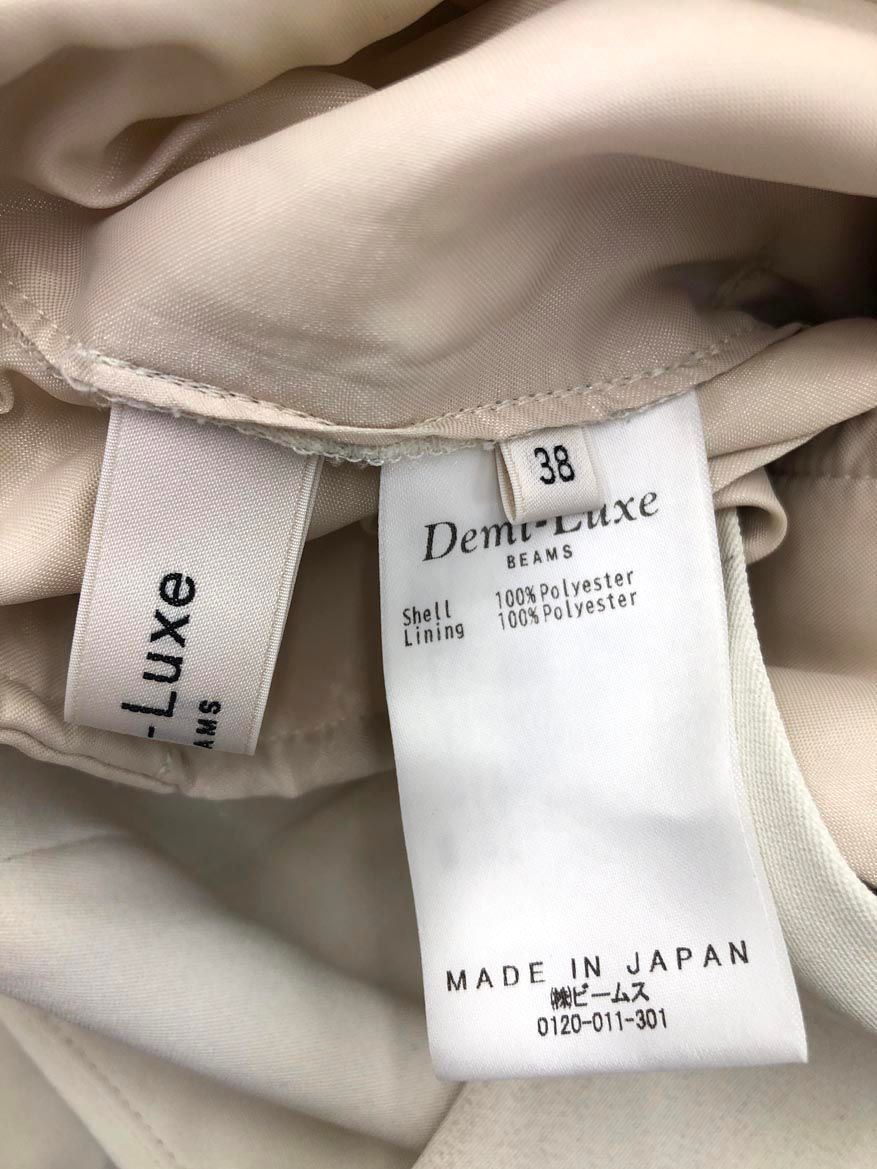 -Luxe
AMS
38
Demi-Luxe
BEAMS
Shell 100%Polyester
Lining 100%Polyester
MADE IN JAPAN
㈱ビームス
0120-011-301